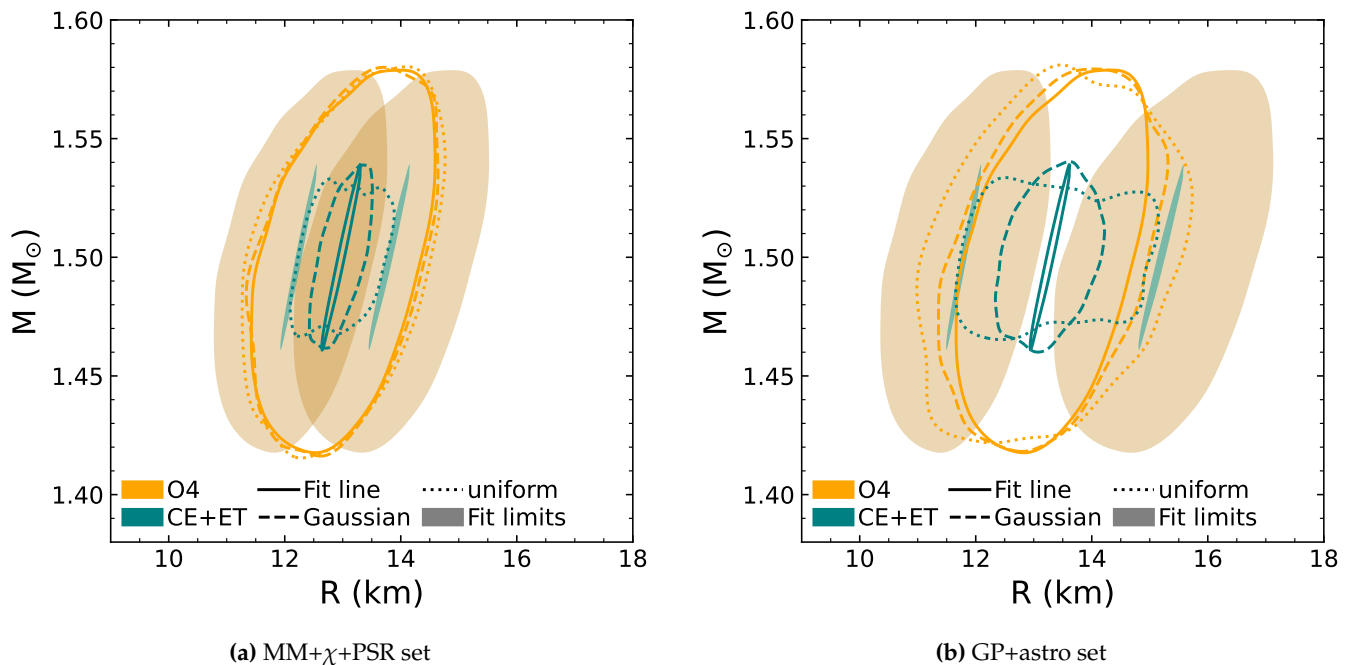 1.60
1.55
1.50
1.45
1.40
M (M⊙)
10 12 14 16 18
R (km)
O4 Fit line uniform
CE+ET Gaussian Fit limits
(a) MM+χ+PSR set
1.60
1.55
1.50
1.45
1.40
M (M⊙)
10 12 14 16 18
R (km)
O4 Fit line uniform
CE+ET Gaussian Fit limits
(b) GP+astro set